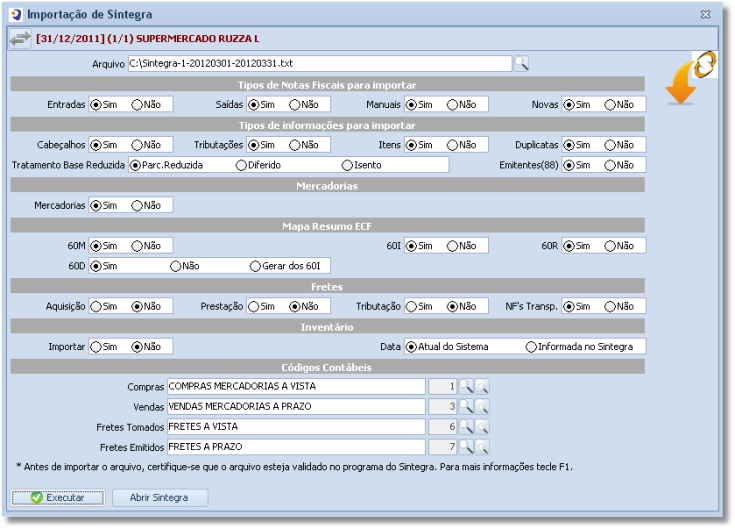 Importação de Sintegra
[31/12/2011] (1/1) SUPERMERCADO RUZZA L
Arquivo C:\Sintegra-1-20120301-20120331.txt
Tipos de Notas Fiscais para importar
Entradas Sim Não Saídas Sim Não Manuais Sim Não Novas Sim Não
Tipos de informações para importar
Cabeçalhos Sim Não Tributações Sim Não Itens Sim Não Duplicatas Sim Não
Tratamento Base Reduzida Parc.Reduzida Diferido Isento Emitentes(88) Sim Não
Mercadorias
Mercadorias Sim Não
Mapa Resumo ECF
60M Sim Não 60I Sim Não 60R Sim Não
60D Sim Não Gerar dos 60I
Fretes
Aquisição Sim Não Prestação Sim Não Tributação Sim Não NF's Transp. Sim Não
Inventário
Importar Sim Não Data Atual do Sistema Informada no Sintegra
Códigos Contábeis
Compras COMPRAS MERCADORIAS A VISTA 1
Vendas VENDAS MERCADORIAS A PRAZO 3
Fretes Tomados FRETES A VISTA 6
Fretes Emitidos FRETES A PRAZO 7
* Antes de importar o arquivo, certifique-se que o arquivo esteja validado no programa do Sintegra. Para mais informações tecle F1.
Executar Abrir Sintegra